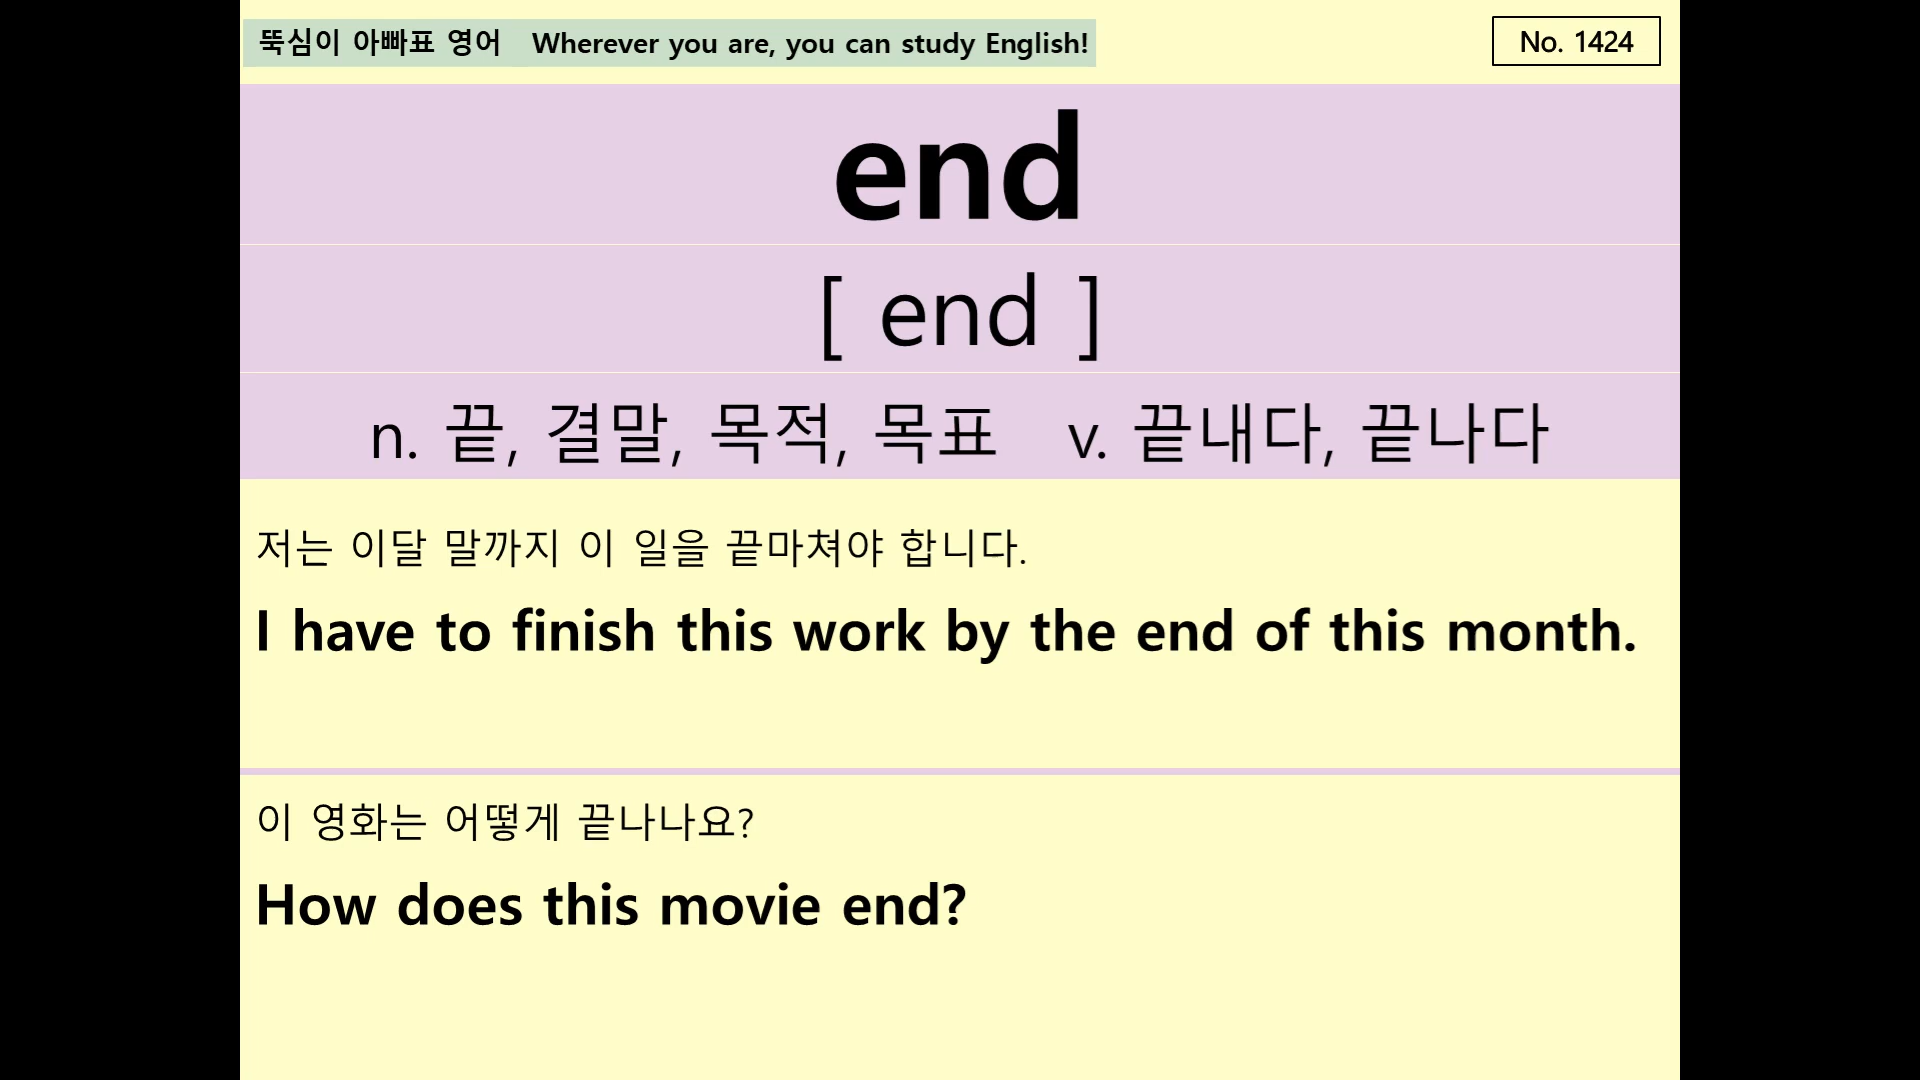 뚝심이 아빠표 영어 Wherever you are, you can study English!
No. 1424
end
[ end ]
n. 끝, 결말, 목적, 목표 v. 끝내다, 끝나다
저는 이달 말까지 이 일을 끝마쳐야 합니다.
I have to finish this work by the end of this month.
이 영화는 어떻게 끝나나요?
How does this movie end?